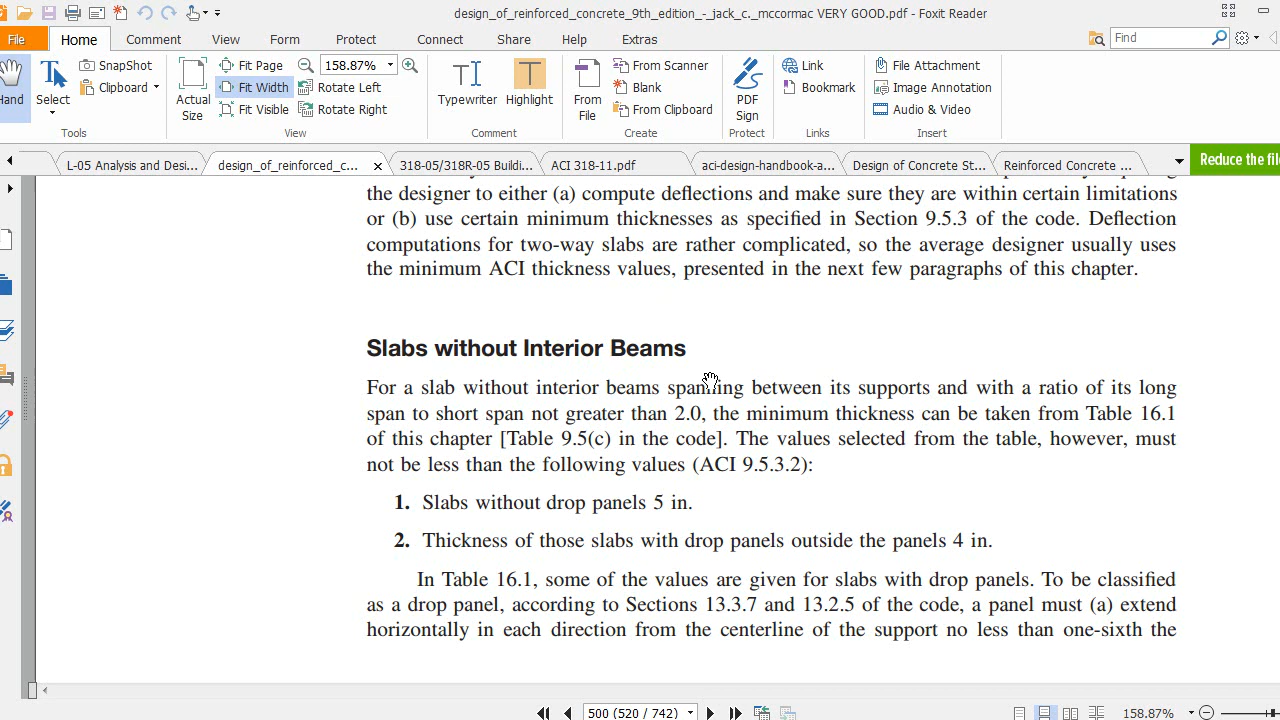 design_of_reinforced_concrete_9th_edition_-_jack_c._mccormac VERY GOOD.pdf - Foxit Reader
File Home Comment View Form Protect Connect Share Help Extras Find
Hand
Select
SnapShot
Clipboard
Tools
Actual
Size
Fit Page
Fit Width
Fit Visible
158.87%
Rotate Left
Rotate Right
View
Typewriter
Highlight
Comment
From
File
From Scanner
Blank
From Clipboard
Create
PDF
Sign
Protect
Link
Bookmark
Links
File Attachment
Image Annotation
Audio & Video
Insert
L-05 Analysis and Desi... design_of_reinforced_c... 318-05/318R-05 Buildi... ACI 318-11.pdf aci-design-handbook-a... Design of Concrete St... Reinforced Concrete ... Reduce the
the designer to either (a) compute deflections and make sure they are within certain limitations
or (b) use certain minimum thicknesses as specified in Section 9.5.3 of the code. Deflection
computations for two-way slabs are rather complicated, so the average designer usually uses
the minimum ACI thickness values, presented in the next few paragraphs of this chapter.
Slabs without Interior Beams
For a slab without interior beams spanning between its supports and with a ratio of its long
span to short span not greater than 2.0, the minimum thickness can be taken from Table 16.1
of this chapter [Table 9.5(c) in the code]. The values selected from the table, however, must
not be less than the following values (ACI 9.5.3.2):
1. Slabs without drop panels 5 in.
2. Thickness of those slabs with drop panels outside the panels 4 in.
In Table 16.1, some of the values are given for slabs with drop panels. To be classified
as a drop panel, according to Sections 13.3.7 and 13.2.5 of the code, a panel must (a) extend
horizontally in each direction from the centerline of the support no less than one-sixth the
500 (520 / 742)
158.87%